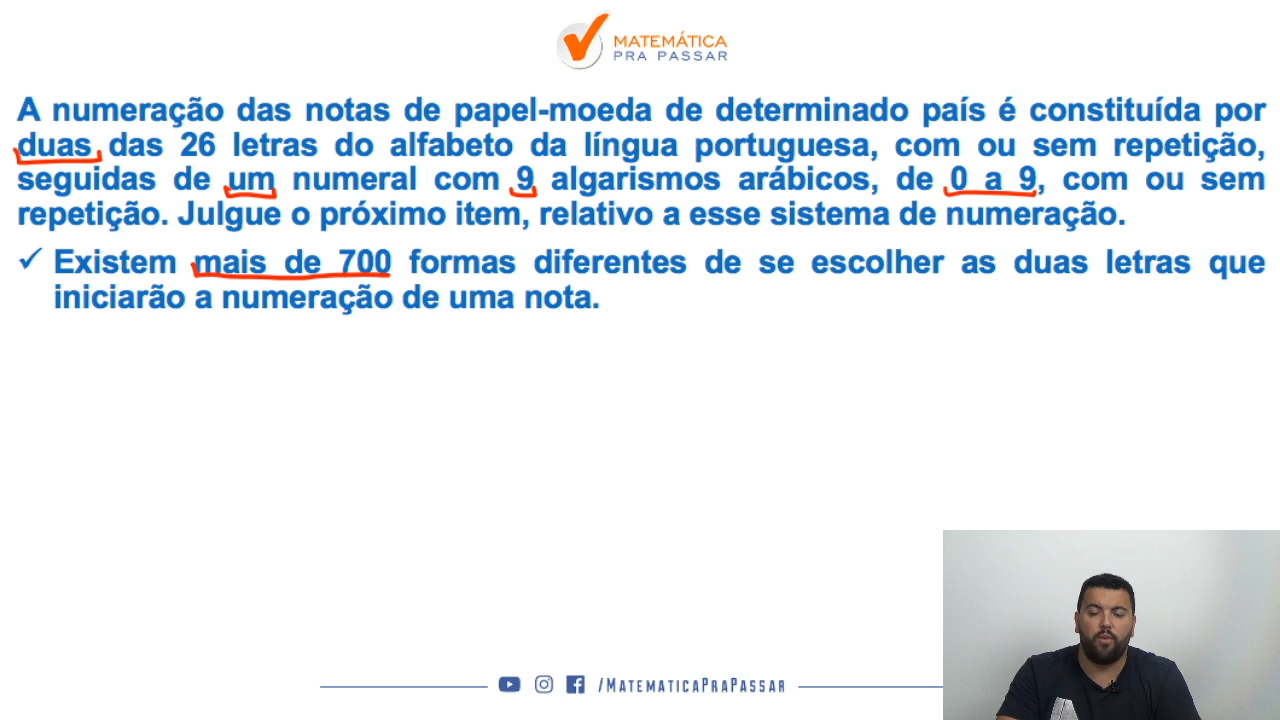 MATEMÁTICA
PRA PASSAR
A numeração das notas de papel-moeda de determinado país é constituída por
duas das 26 letras do alfabeto da língua portuguesa, com ou sem repetição,
seguidas de um numeral com 9 algarismos arábicos, de 0 a 9, com ou sem
repetição. Julgue o próximo item, relativo a esse sistema de numeração.
✓ Existem mais de 700 formas diferentes de se escolher as duas letras que
iniciarão a numeração de uma nota.
/MATEMATICAPRAPASSAR